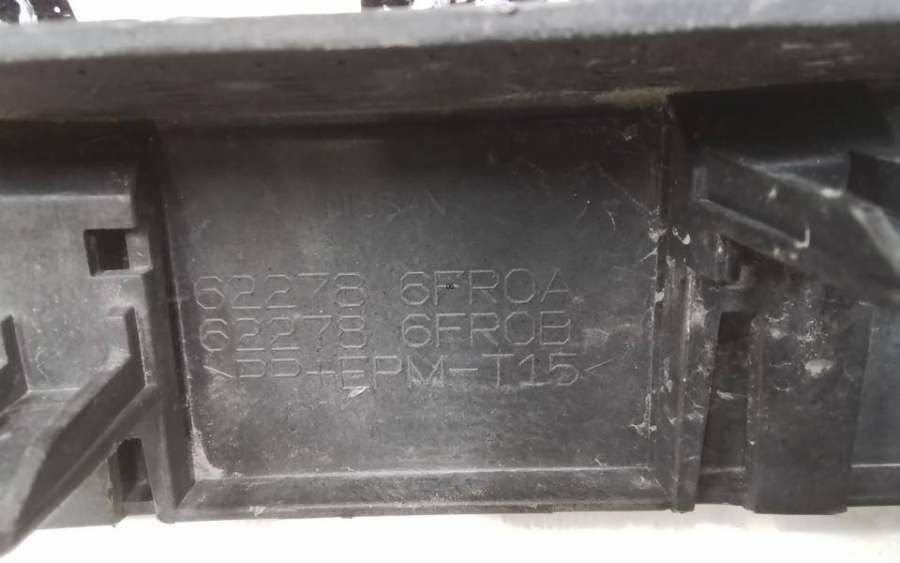 NISSAN
62278 6FR0A
62278 6FR0B
>PP+EPM-T15<